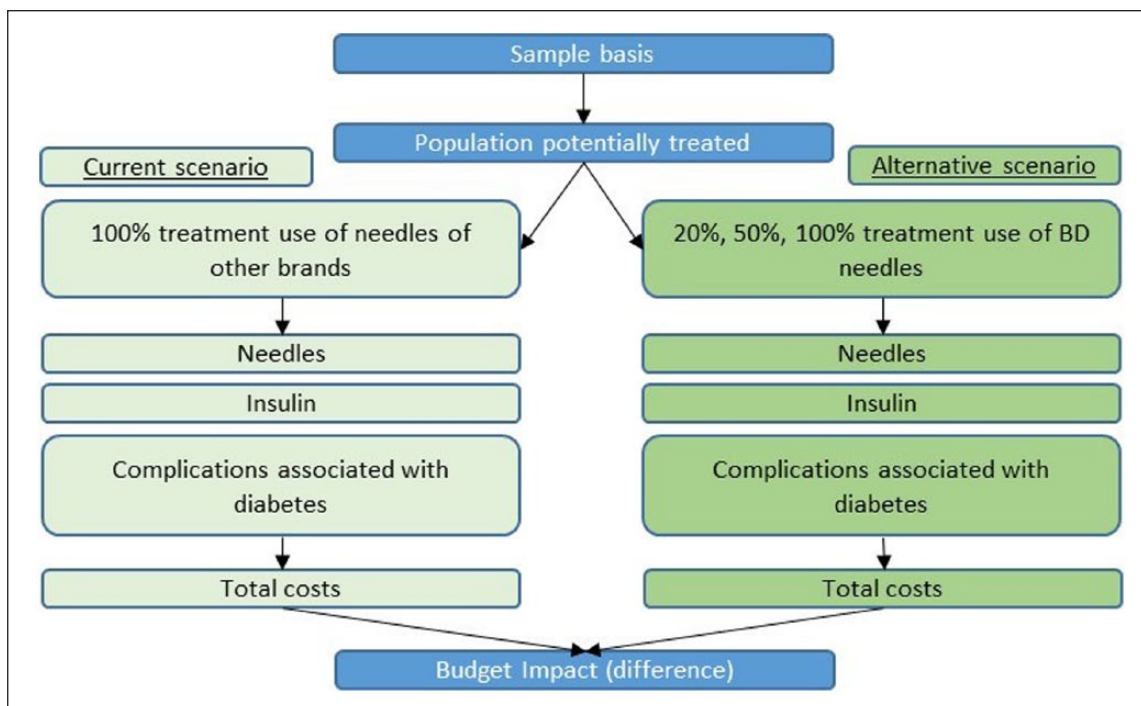 Sample basis
Population potentially treated
Current scenario
Alternative scenario
100% treatment use of needles of
other brands
20%, 50%, 100% treatment use of BD
needles
Needles
Needles
Insulin
Insulin
Complications associated with
diabetes
Complications associated with
diabetes
Total costs
Total costs
Budget Impact (difference)